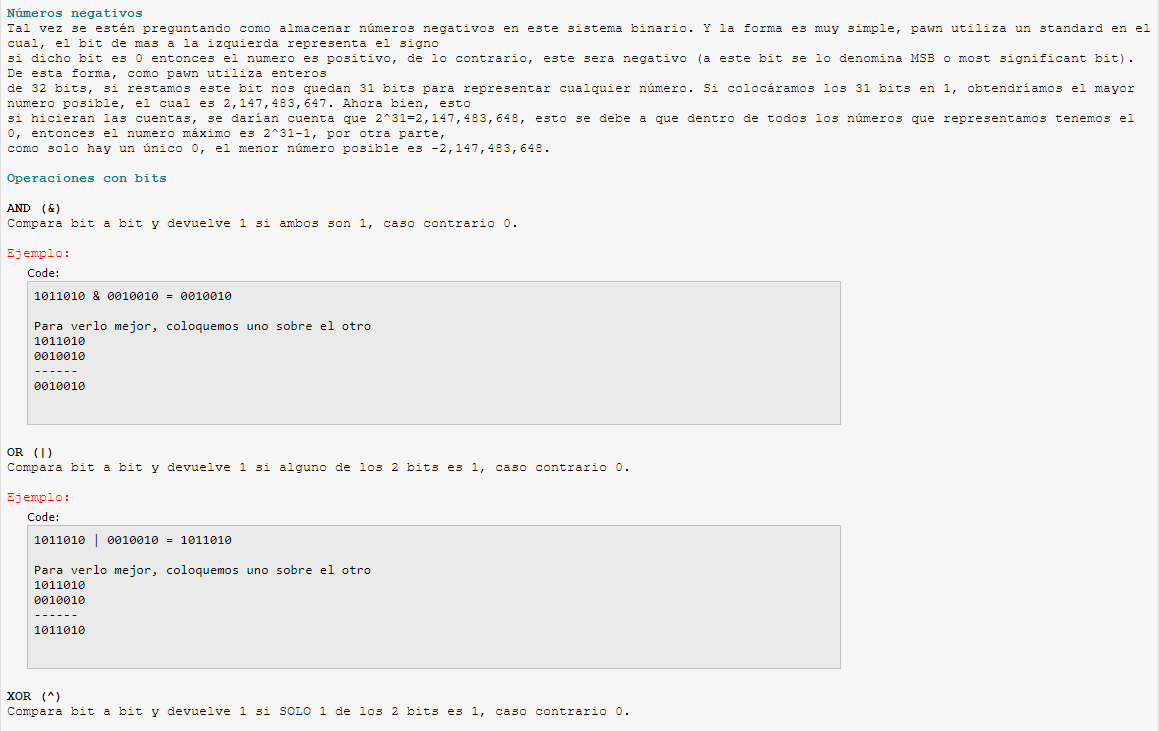 Números negativos
Tal vez se estén preguntando como almacenar números negativos en este sistema binario. Y la forma es muy simple, pawn utiliza un standard en el
cual, el bit de mas a la izquierda representa el signo
si dicho bit es 0 entonces el numero es positivo, de lo contrario, este sera negativo (a este bit se lo denomina MSB o most significant bit).
De esta forma, como pawn utiliza enteros
de 32 bits, si restamos este bit nos quedan 31 bits para representar cualquier número. Si colocáramos los 31 bits en 1, obtendríamos el mayor
numero posible, el cual es 2,147,483,647. Ahora bien, esto
si hicieran las cuentas, se darían cuenta que 2^31=2,147,483,648, esto se debe a que dentro de todos los números que representamos tenemos el
0, entonces el numero máximo es 2^31-1, por otra parte,
como solo hay un único 0, el menor número posible es -2,147,483,648.
Operaciones con bits
AND (&)
Compara bit a bit y devuelve 1 si ambos son 1, caso contrario 0.
Ejemplo:
Code:
1011010 & 0010010 = 0010010
Para verlo mejor, coloquemos uno sobre el otro
1011010
0010010
------
0010010
OR (|)
Compara bit a bit y devuelve 1 si alguno de los 2 bits es 1, caso contrario 0.
Ejemplo:
Code:
1011010 | 0010010 = 1011010
Para verlo mejor, coloquemos uno sobre el otro
1011010
0010010
------
1011010
XOR (^)
Compara bit a bit y devuelve 1 si SOLO 1 de los 2 bits es 1, caso contrario 0.